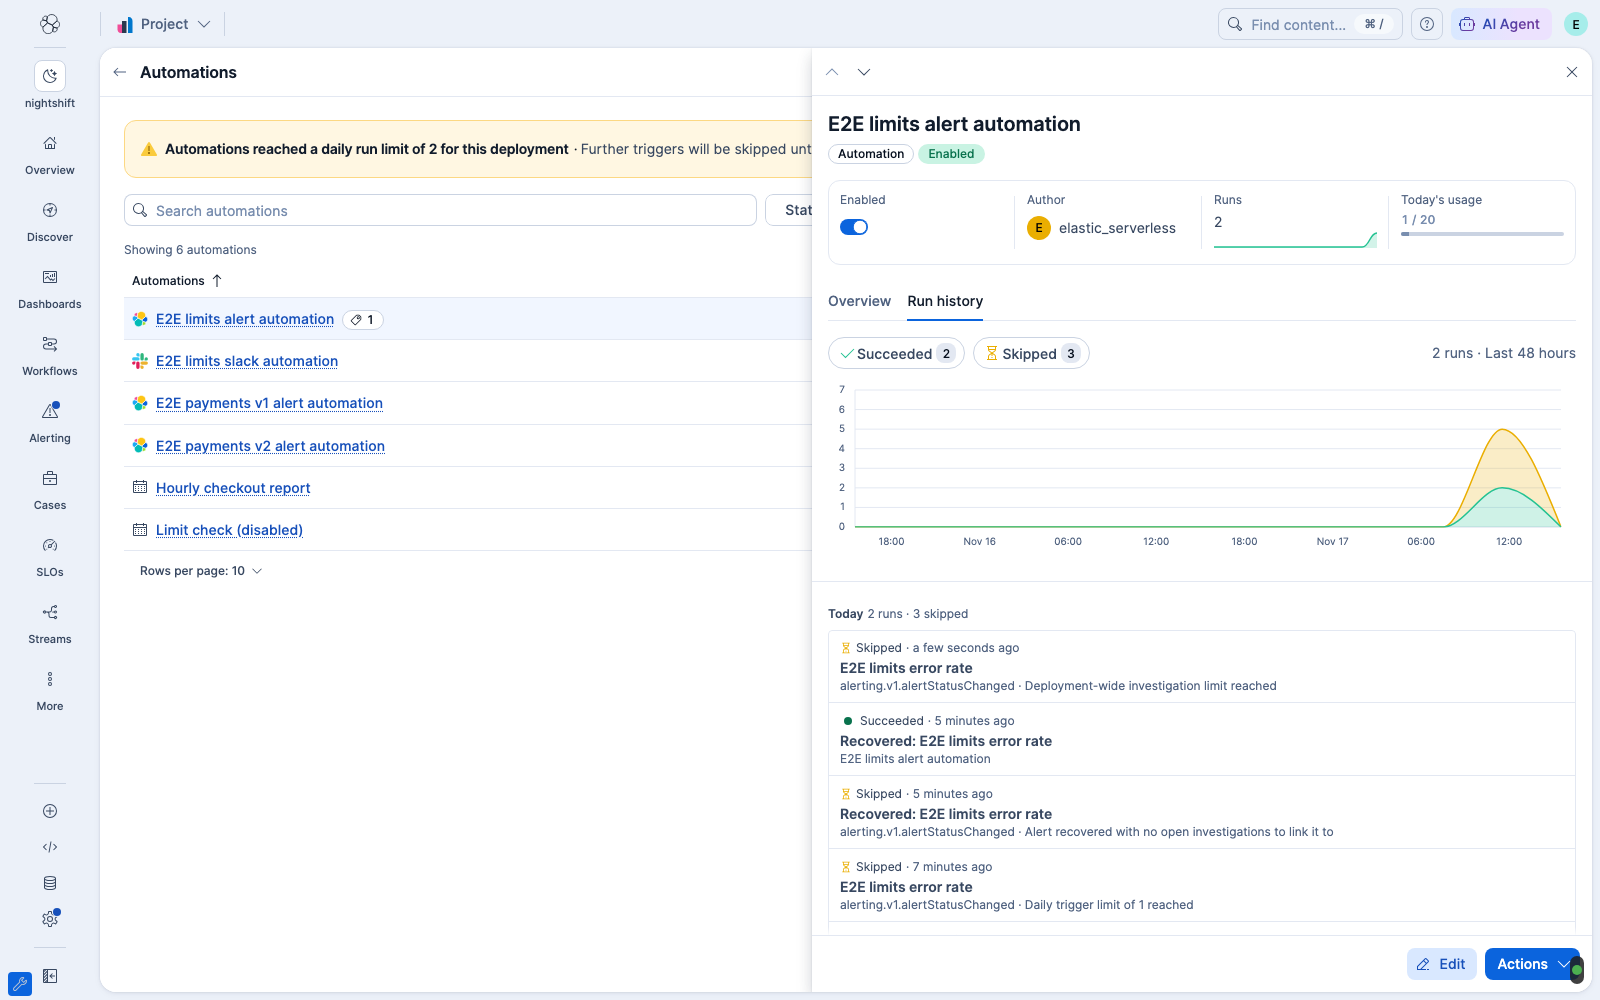 Project
Find content...
⌘ /
AI Agent
E
nightshift
Overview
Discover
Dashboards
Workflows
Alerting
Cases
SLOs
Streams
More
Automations
Automations reached a daily run limit of 2 for this deployment · Further triggers will be skipped unt
Search automations
Stat
Showing 6 automations
Automations
E2E limits alert automation
1
E2E limits slack automation
E2E payments v1 alert automation
E2E payments v2 alert automation
Hourly checkout report
Limit check (disabled)
Rows per page: 10
E2E limits alert automation
Automation
Enabled
Enabled
Author
E
elastic_serverless
Runs
2
Today's usage
1 / 20
Overview
Run history
Succeeded 2
Skipped 3
2 runs · Last 48 hours
7
6
5
4
3
2
1
0
18:00
Nov 16
06:00
12:00
18:00
Nov 17
06:00
12:00
Today 2 runs · 3 skipped
Skipped · a few seconds ago
E2E limits error rate
alerting.v1.alertStatusChanged · Deployment-wide investigation limit reached
Succeeded · 5 minutes ago
Recovered: E2E limits error rate
E2E limits alert automation
Skipped · 5 minutes ago
Recovered: E2E limits error rate
alerting.v1.alertStatusChanged · Alert recovered with no open investigations to link it to
Skipped · 7 minutes ago
E2E limits error rate
alerting.v1.alertStatusChanged · Daily trigger limit of 1 reached
Edit
Actions